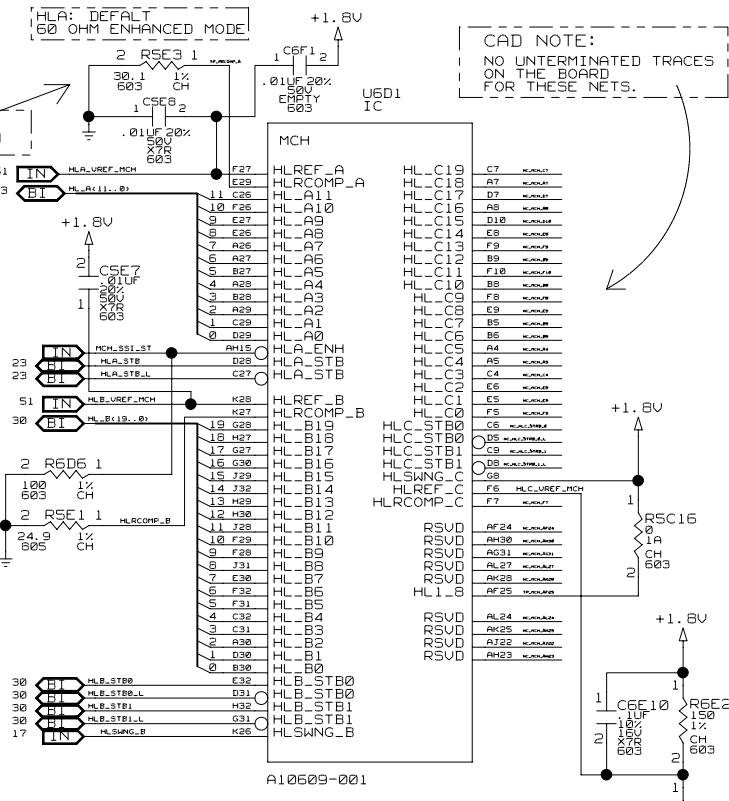 HLA: DEFALT
60 OHM ENHANCED MODE
+1.8V
CAD NOTE:
NO UNTERMINATED TRACES
ON THE BOARD
FOR THESE NETS.
2 R5E3 1
30.1 1%
603 CH
1 C6F1 2
.01UF 20%
50V
EMPTY
603
1 C5E8 2
.01UF 20%
50V
X7R
603
U6D1
IC
MCH
IN HLA_VREF_MCH F27 HLREF_A
E29 HLRCOMP_A
BI HL_A(11..0) 11 C26 HL_A11
10 F26 HL_A10
9 E27 HL_A9
8 E26 HL_A8
7 A26 HL_A7
6 A27 HL_A6
5 B27 HL_A5
4 A28 HL_A4
3 B28 HL_A3
2 A29 HL_A2
1 C29 HL_A1
0 D29 HL_A0
+1.8V
2
C5E7
.01UF
20%
50V
X7R
603
1
IN MCH_SSI_ST AH15 HLA_ENH
23 BI HLA_STB D28 HLA_STB
23 BI HLA_STB_L C27 HLA_STB
51 IN HLB_VREF_MCH K28 HLREF_B
K27 HLRCOMP_B
30 BI HL_B(19..0) 19 G28 HL_B19
18 H27 HL_B18
17 G27 HL_B17
16 G30 HL_B16
15 J29 HL_B15
14 J32 HL_B14
13 H29 HL_B13
12 H30 HL_B12
11 J28 HL_B11
10 F29 HL_B10
9 F28 HL_B9
8 J31 HL_B8
7 E30 HL_B7
6 F32 HL_B6
5 F31 HL_B5
4 C32 HL_B4
3 C31 HL_B3
2 A30 HL_B2
1 D30 HL_B1
0 B30 HL_B0
2 R6D6 1
100 1%
603 CH
2 R5E1 1
24.9 1%
805 CH
HLRCOMP_B
30 BI HLB_STB0 E32 HLB_STB0
30 BI HLB_STB0_L D31 HLB_STB0
30 BI HLB_STB1 H32 HLB_STB1
30 BI HLB_STB1_L G31 HLB_STB1
17 IN HLSWNG_B K26 HLSWNG_B
HL_C19 C7
HL_C18 A7
HL_C17 D7
HL_C16 A8
HL_C15 D10
HL_C14 E8
HL_C13 F9
HL_C12 B9
HL_C11 F10
HL_C10 B8
HL_C9 F8
HL_C8 E9
HL_C7 B5
HL_C6 B6
HL_C5 A4
HL_C4 A5
HL_C3 C4
HL_C2 E6
HL_C1 E5
HL_C0 F5
HLC_STB0 C6
HLC_STB0 D5
HLC_STB1 C9
HLC_STB1 D8
HLSWNG_C G8
HLREF_C F6 HLC_VREF_MCH
HLRCOMP_C F7
RSVD AF24
RSVD AH30
RSVD AG31
RSVD AL27
RSVD AK28
HL1_8 AF25
RSVD AL24
RSVD AK25
RSVD AJ22
RSVD AH23
+1.8V
1
R5C16
0
1A
CH
603
2
+1.8V
1
C6E10
.1UF
10%
16V
X7R
603
2
1
R6E2
150
1%
CH
603
2
1
A10609-001